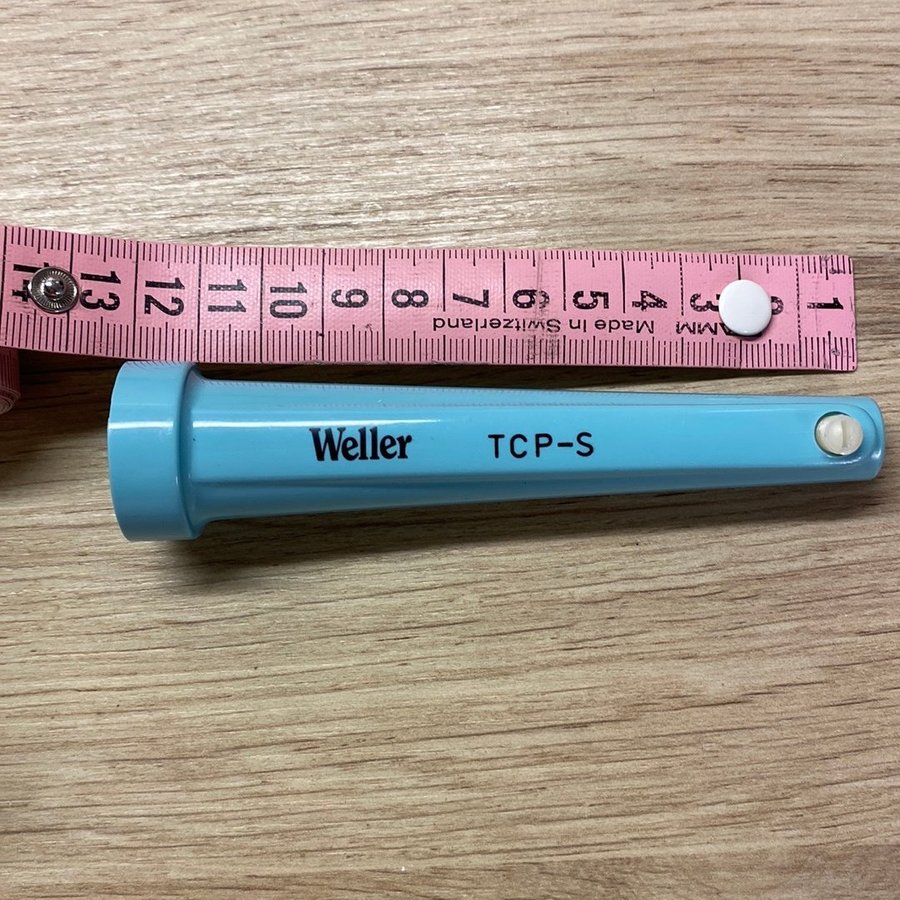 14 13 12 11 10 9 8 7 6 5 4 3 2 1
Made In Switzerland
Weller TCP-S